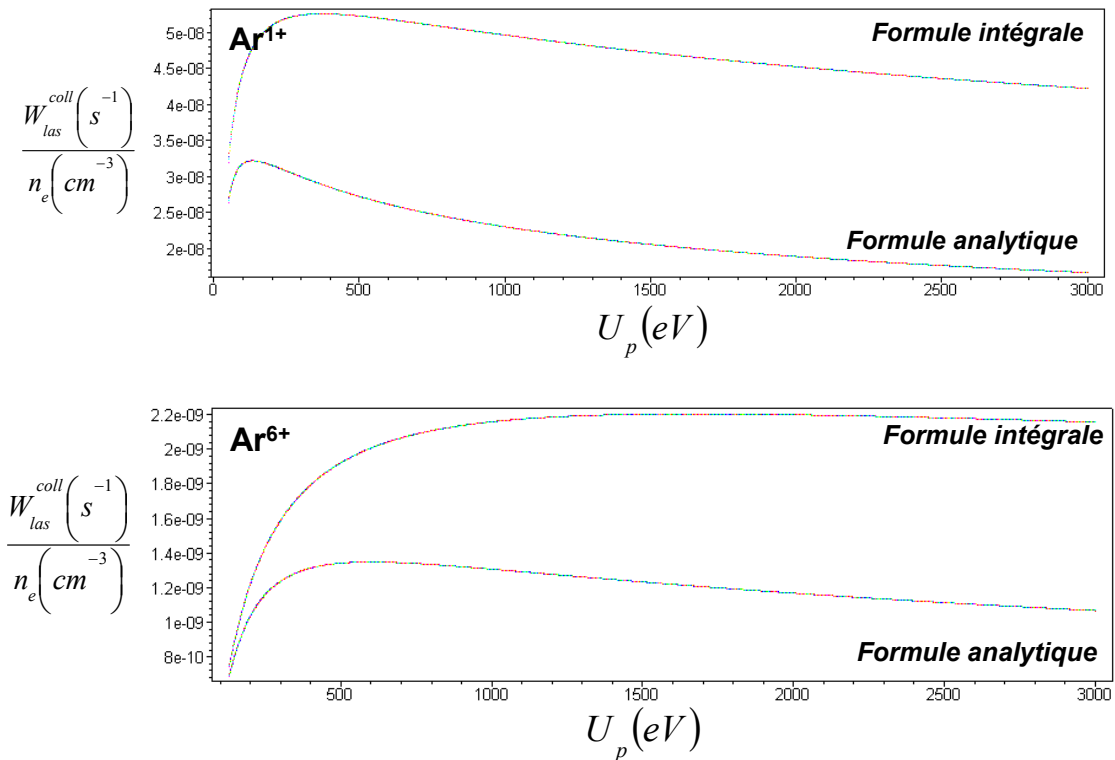 Ar1+
Formule intégrale
5e-08
4.5e-08
4e-08
3.5e-08
3e-08
2.5e-08
2e-08
W_las^coll (s^-1)
n_e (cm^-3)
Formule analytique
0 500 1000 1500 2000 2500 3000
U_p (eV)
Ar6+
Formule intégrale
2.2e-09
2e-09
1.8e-09
1.6e-09
1.4e-09
1.2e-09
1e-09
8e-10
W_las^coll (s^-1)
n_e (cm^-3)
Formule analytique
500 1000 1500 2000 2500 3000
U_p (eV)